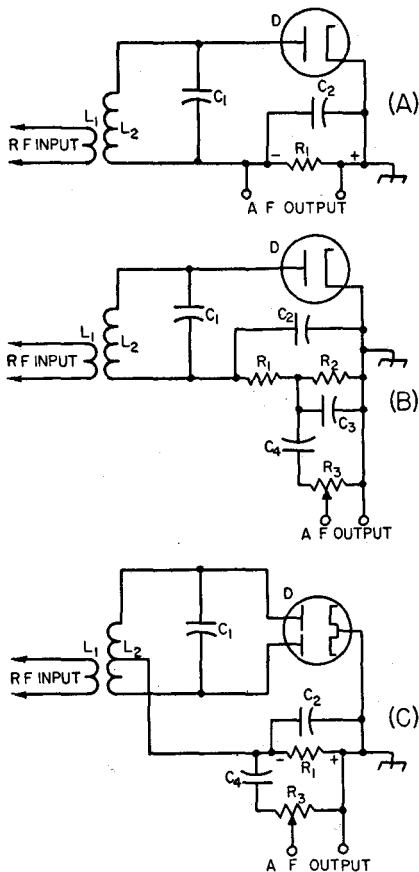 D
C1
L1
L2
RF INPUT
C2
(A)
- R1 +
A F OUTPUT
D
C1
L1
L2
RF INPUT
C2
R1
R2
(B)
C3
C4
R3
A F OUTPUT
D
L1
L2
C1
RF INPUT
C2
(C)
- R1 +
C4
R3
A F OUTPUT